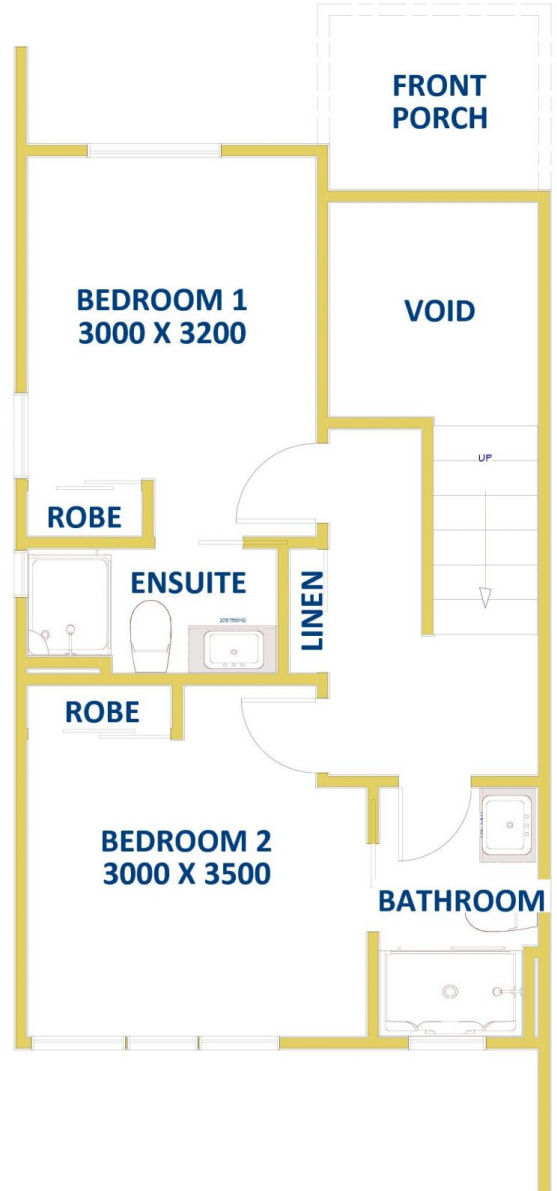 FRONT
PORCH
BEDROOM 1
3000 X 3200
VOID
UP
ROBE
ENSUITE
LINEN
ROBE
BEDROOM 2
3000 X 3500
BATHROOM